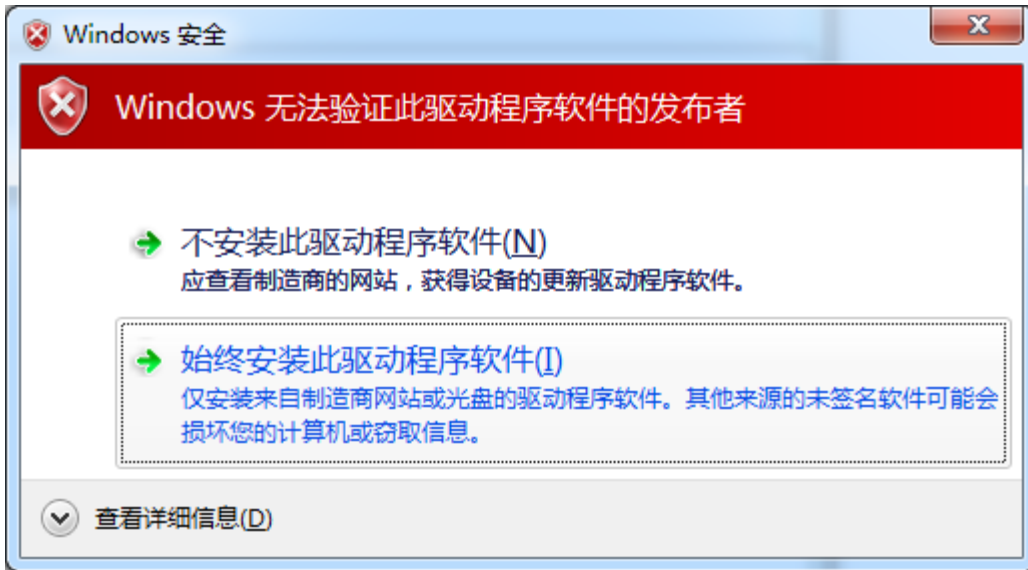 Windows 安全
Windows 无法验证此驱动程序软件的发布者
不安装此驱动程序软件(N)
应查看制造商的网站，获得设备的更新驱动程序软件。
始终安装此驱动程序软件(I)
仅安装来自制造商网站或光盘的驱动程序软件。其他来源的未签名软件可能会
损坏您的计算机或窃取信息。
查看详细信息(D)